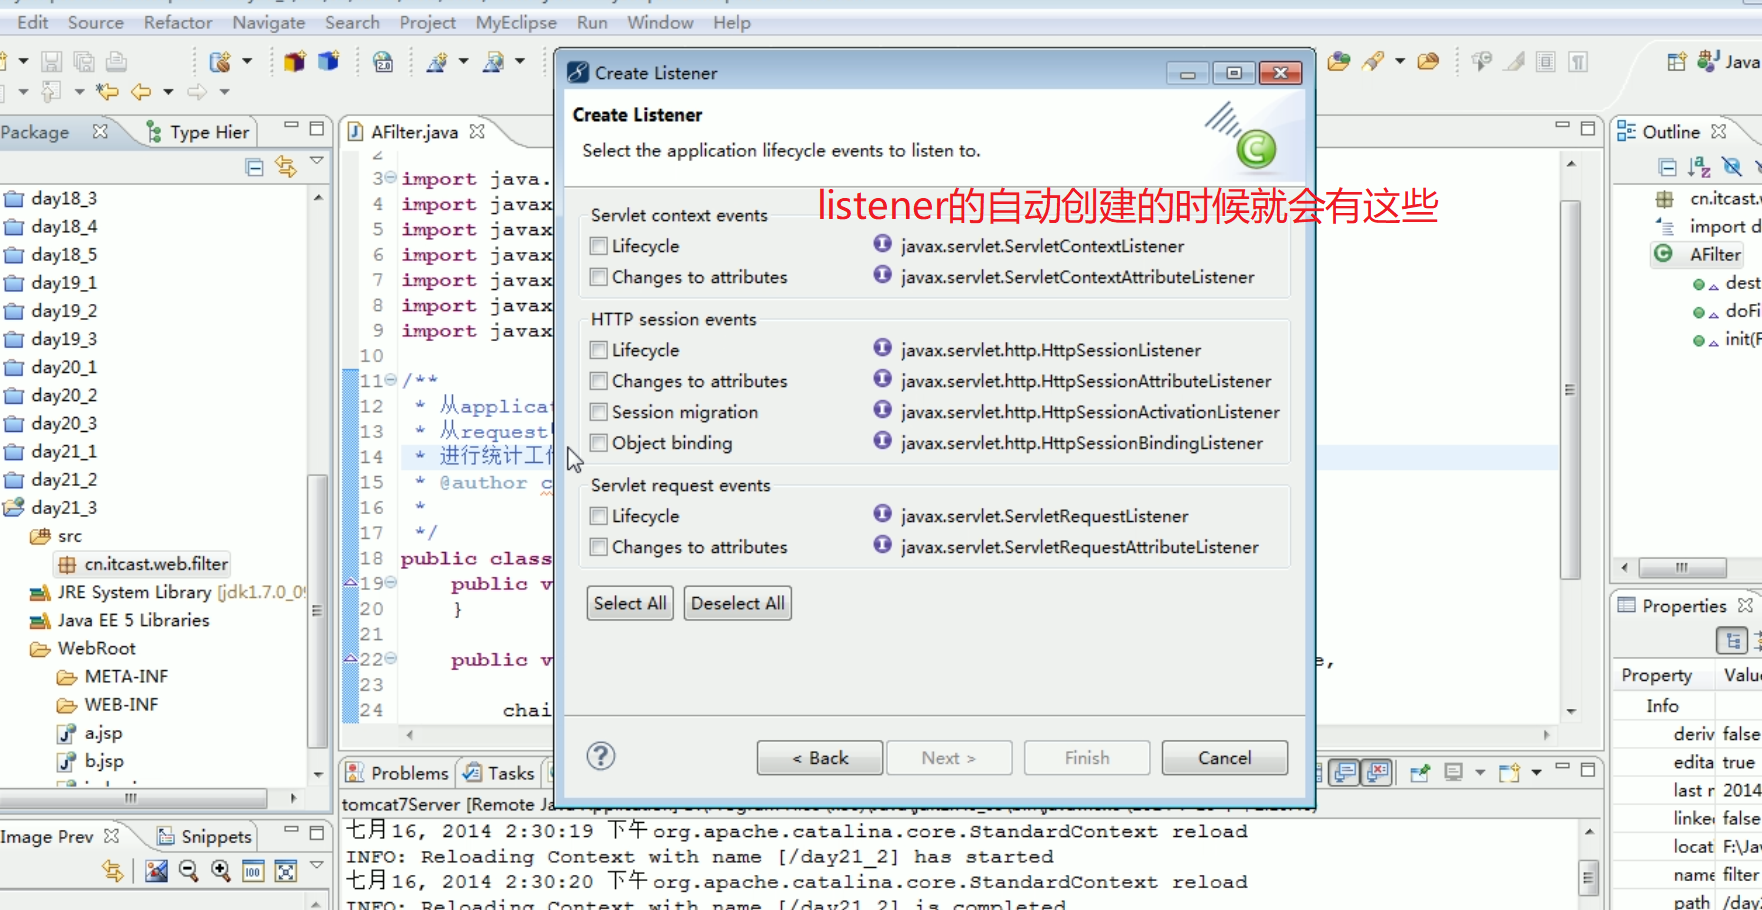 Edit Source Refactor Navigate Search Project MyEclipse Run Window Help
Java
Package
Type Hier
day18_3
day18_4
day18_5
day19_1
day19_2
day19_3
day20_1
day20_2
day20_3
day21_1
day21_2
day21_3
src
cn.itcast.web.filter
JRE System Library [jdk1.7.0_0
Java EE 5 Libraries
WebRoot
META-INF
WEB-INF
a.jsp
b.jsp
Image Prev
Snippets
AFilter.java
2
3 import java.
4 import javax
5 import javax
6 import javax
7 import javax
8 import javax
9 import javax
10
11 /**
12 * 从applicat
13 * 从request
14 * 进行统计工
15 * @author c
16 *
17 */
18 public class
19 public v
20 }
21
22 public v e,
23
24 chai
Create Listener
Create Listener
Select the application lifecycle events to listen to.
listener的自动创建的时候就会有这些
Servlet context events
Lifecycle javax.servlet.ServletContextListener
Changes to attributes javax.servlet.ServletContextAttributeListener
HTTP session events
Lifecycle javax.servlet.http.HttpSessionListener
Changes to attributes javax.servlet.http.HttpSessionAttributeListener
Session migration javax.servlet.http.HttpSessionActivationListener
Object binding javax.servlet.http.HttpSessionBindingListener
Servlet request events
Lifecycle javax.servlet.ServletRequestListener
Changes to attributes javax.servlet.ServletRequestAttributeListener
Select All Deselect All
< Back Next > Finish Cancel
Outline
cn.itcast.
import d
AFilter
dest
doFi
init(F
Properties
Property Valu
Info
deriv false
edita true
last r 2014
linke false
locat F:\Ja
name filter
path /day
Problems
Tasks
tomcat7Server [Remote Ja
七月16, 2014 2:30:19 下午org.apache.catalina.core.StandardContext reload
INFO: Reloading Context with name [/day21_2] has started
七月16, 2014 2:30:20 下午org.apache.catalina.core.StandardContext reload
INFO: Reloading Context with name [/day21_2] is completed